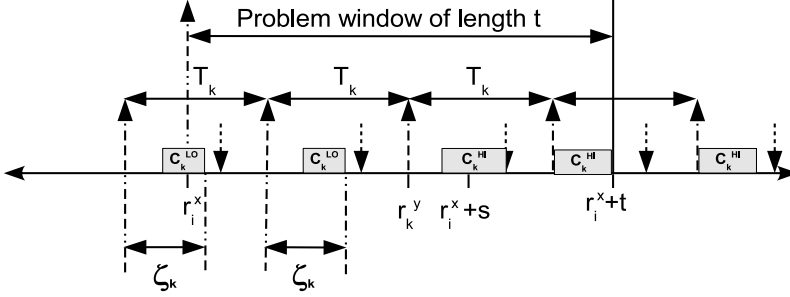 Problem window of length t
T_k T_k T_k
C_k^LO C_k^LO C_k^HI C_k^HI C_k^HI
r_i^x r_k^y r_i^x+s r_i^x+t
ζ_k ζ_k